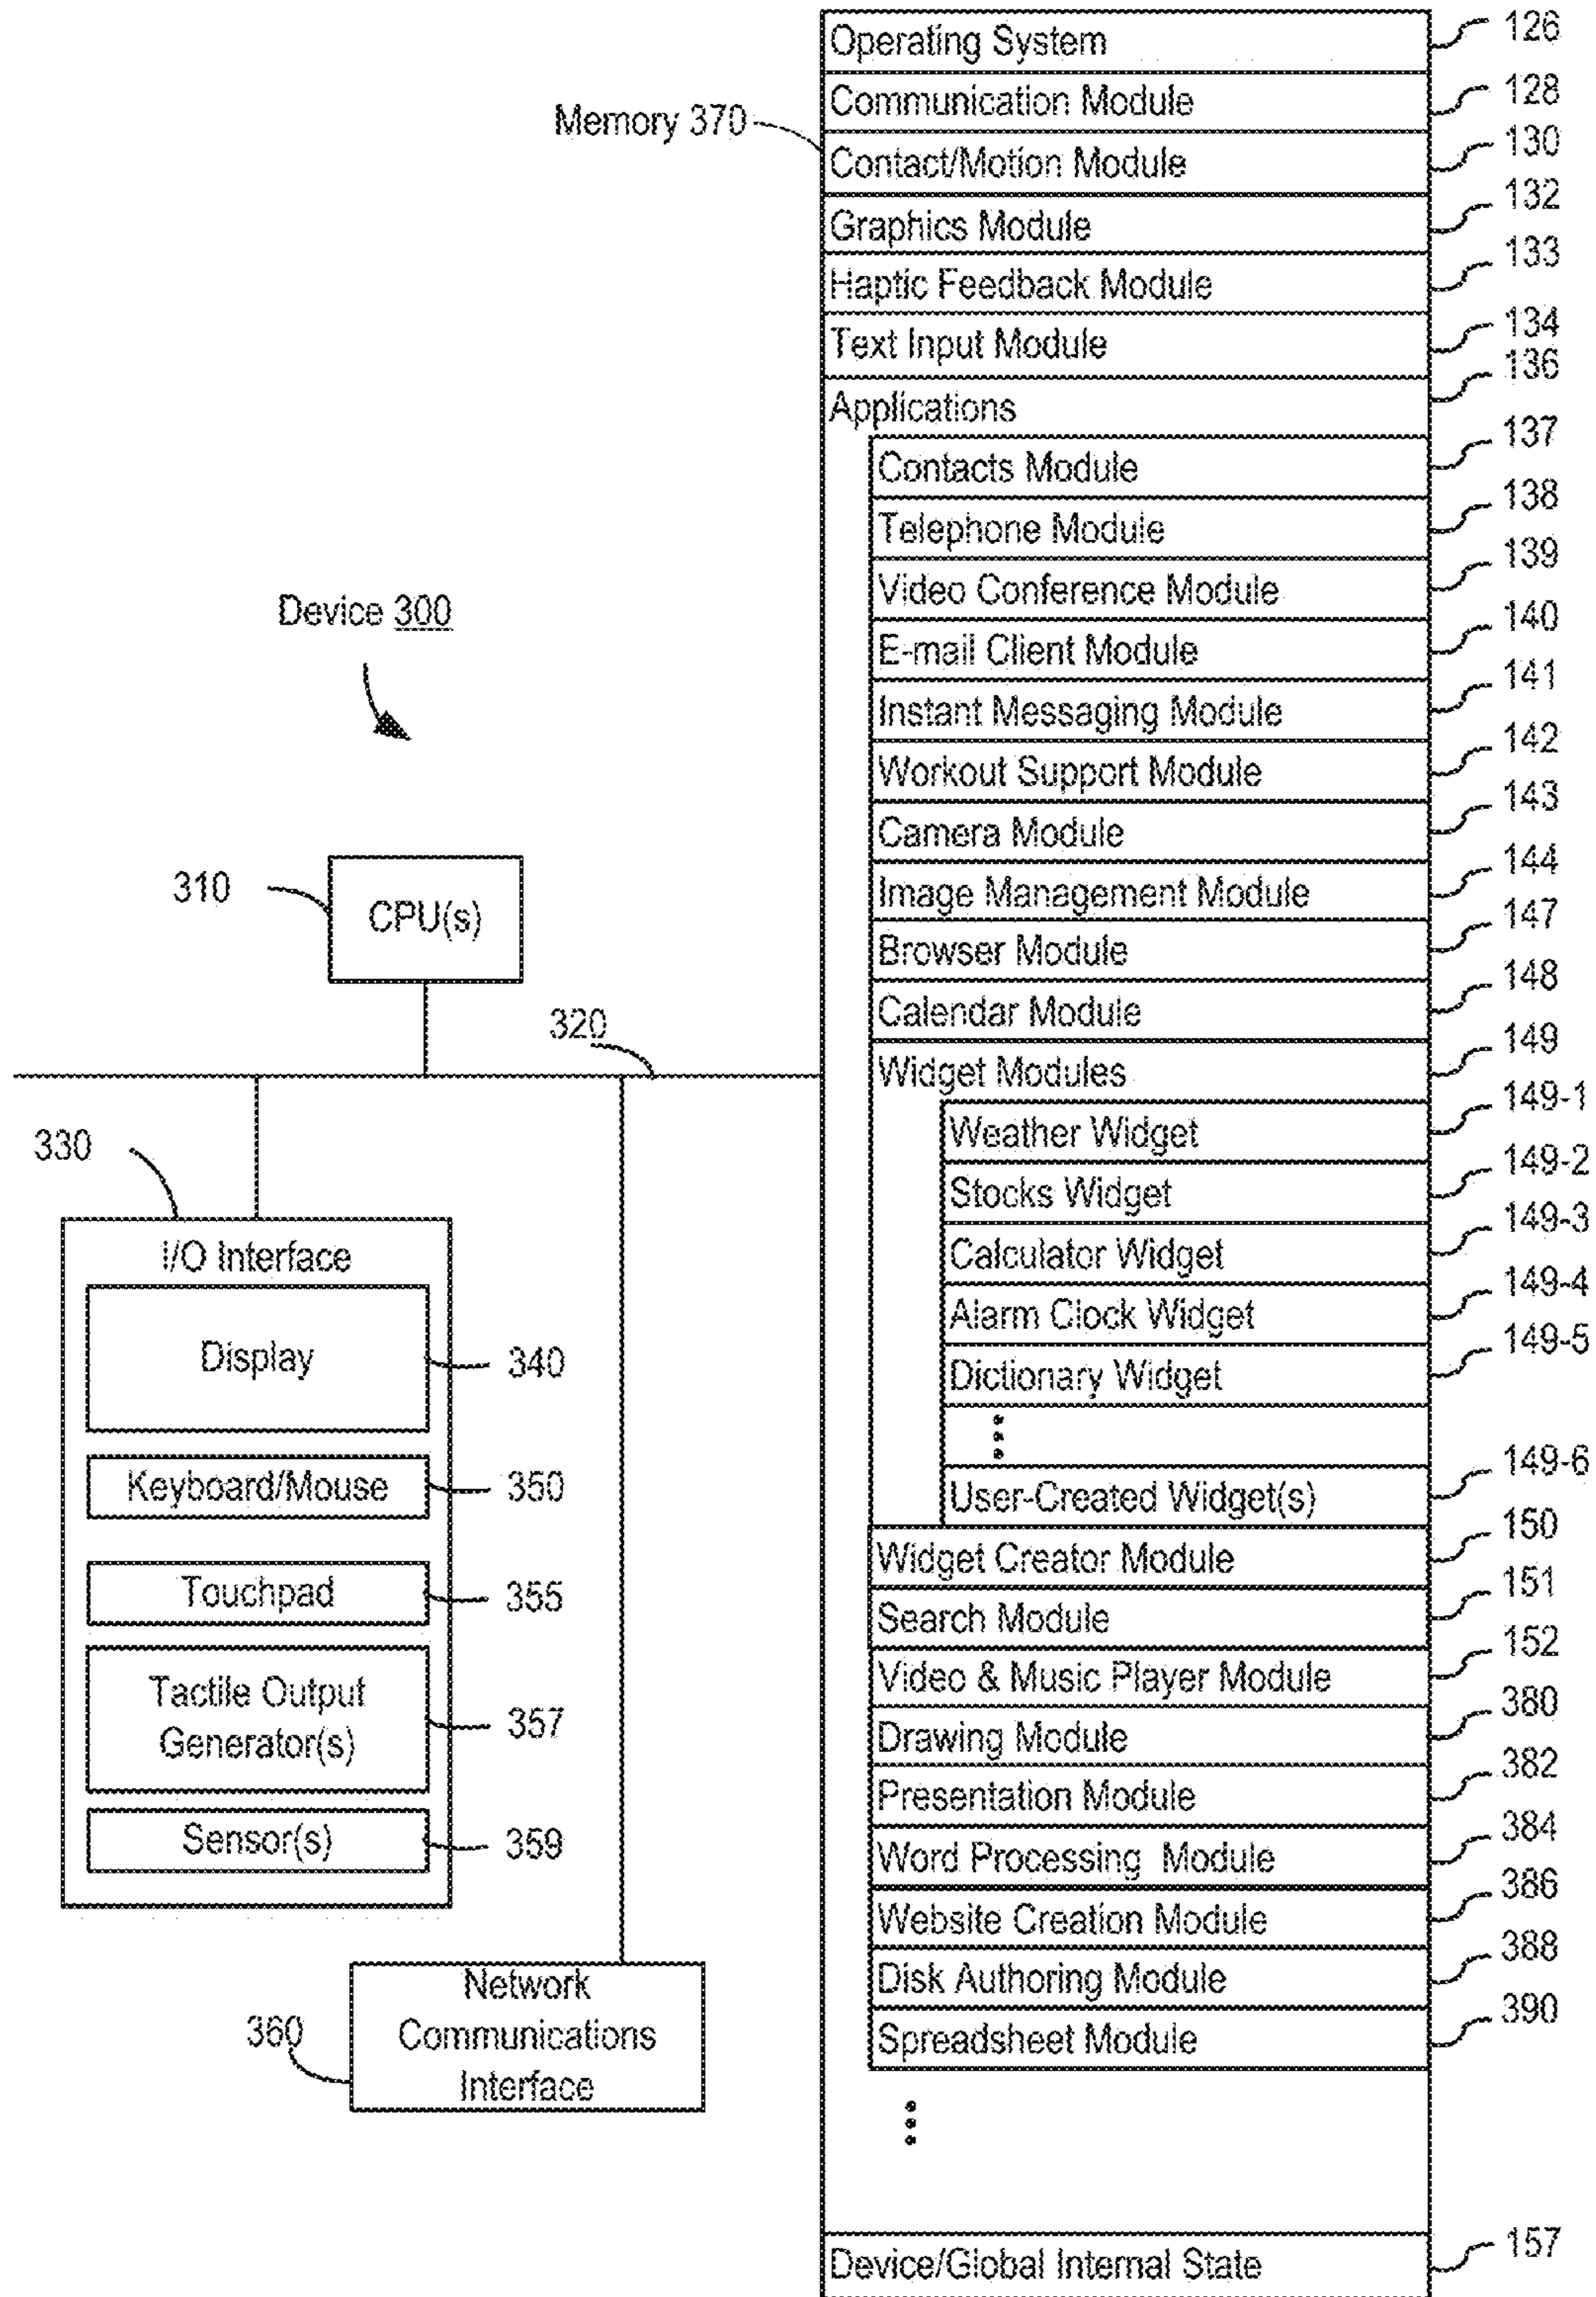 Operating System 126
Communication Module 128
Memory 370
Contact/Motion Module 130
Graphics Module 132
Haptic Feedback Module 133
Text Input Module 134
Applications 136
Contacts Module 137
Telephone Module 138
Video Conference Module 139
Device 300
E-mail Client Module 140
Instant Messaging Module 141
Workout Support Module 142
Camera Module 143
310
CPU(s)
Image Management Module 144
Browser Module 147
Calendar Module 148
320
Widget Modules 149
Weather Widget 149-1
Stocks Widget 149-2
Calculator Widget 149-3
Alarm Clock Widget 149-4
Dictionary Widget 149-5
User-Created Widget(s) 149-6
Widget Creator Module 150
Search Module 151
Video & Music Player Module 152
Drawing Module 380
Presentation Module 382
Word Processing Module 384
Website Creation Module 386
Disk Authoring Module 388
Spreadsheet Module 390
Device/Global Internal State 157
330
I/O Interface
Display 340
Keyboard/Mouse 350
Touchpad 355
Tactile Output
Generator(s) 357
Sensor(s) 359
360
Network
Communications
Interface